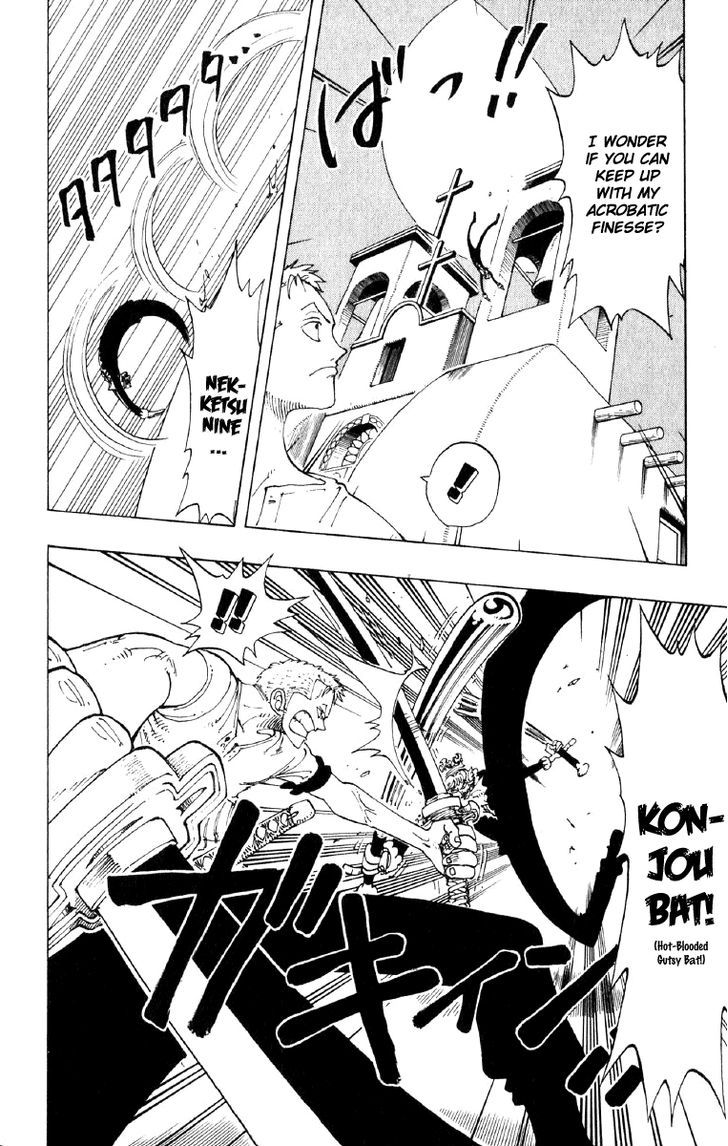 I WONDER
IF YOU CAN
KEEP UP
WITH MY
ACROBATIC
FINESSE?
ばっ!!
!
タタタタタ…
NEK-
KETSU
NINE
...
!!
KON-
JOU
BAT!
(Hot-Blooded
Gutsy Bat!)
ガキィン